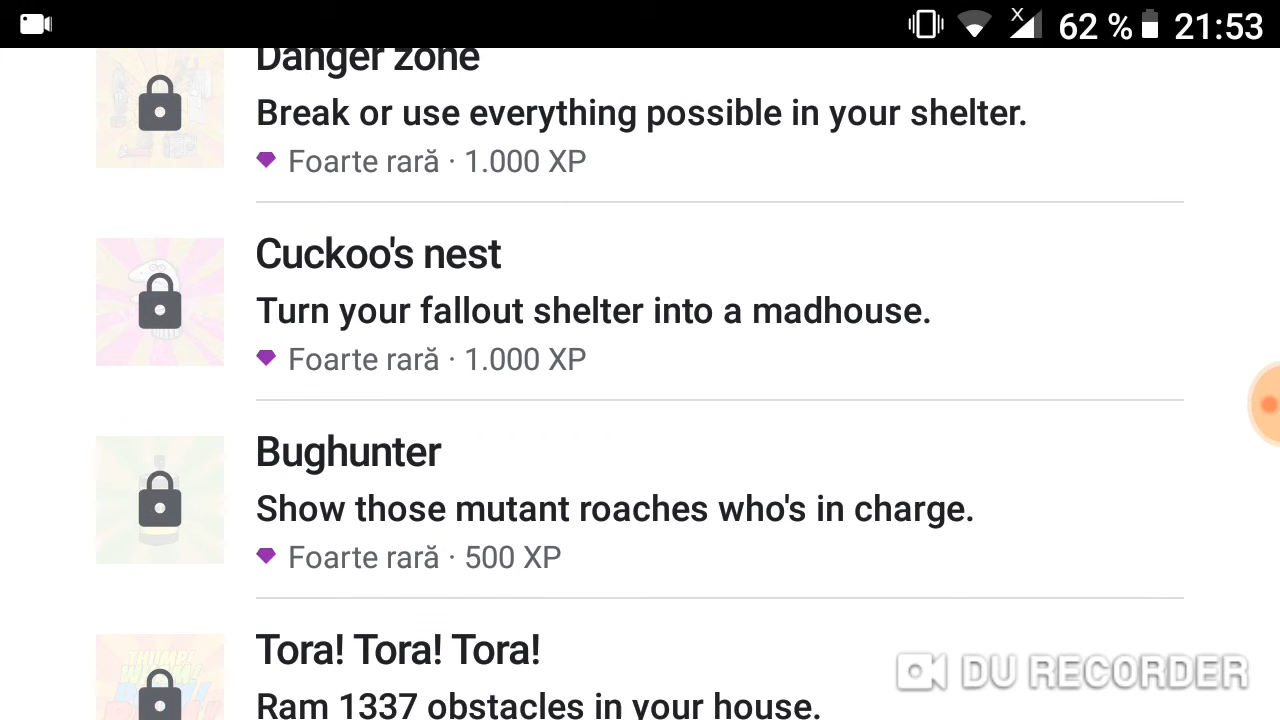 62 % 21:53
Danger zone
Break or use everything possible in your shelter.
Foarte rară · 1.000 XP
Cuckoo's nest
Turn your fallout shelter into a madhouse.
Foarte rară · 1.000 XP
Bughunter
Show those mutant roaches who's in charge.
Foarte rară · 500 XP
Tora! Tora! Tora!
Ram 1337 obstacles in your house.
DU RECORDER